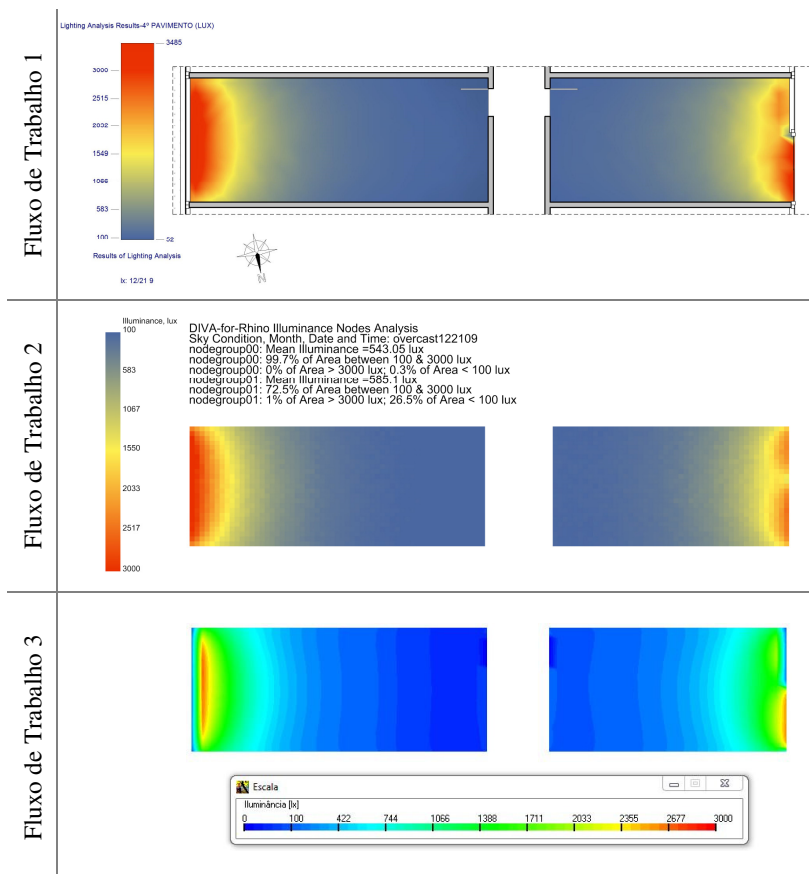 Fluxo de Trabalho 1
Lighting Analysis Results-4º PAVIMENTO (LUX)
3485
3000
2515
2032
1549
1066
583
100
52
Results of Lighting Analysis
lx: 12/21 9
N
Fluxo de Trabalho 2
Illuminance, lux
100
583
1067
1550
2033
2517
3000
DIVA-for-Rhino Illuminance Nodes Analysis
Sky Condition, Month, Date and Time: overcast122109
nodegroup00: Mean Illuminance =543.05 lux
nodegroup00: 99.7% of Area between 100 & 3000 lux
nodegroup00: 0% of Area > 3000 lux; 0.3% of Area < 100 lux
nodegroup01: Mean Illuminance =585.1 lux
nodegroup01: 72.5% of Area between 100 & 3000 lux
nodegroup01: 1% of Area > 3000 lux; 26.5% of Area < 100 lux
Fluxo de Trabalho 3
Escala
Iluminância [lx]
0 100 422 744 1066 1388 1711 2033 2355 2677 3000